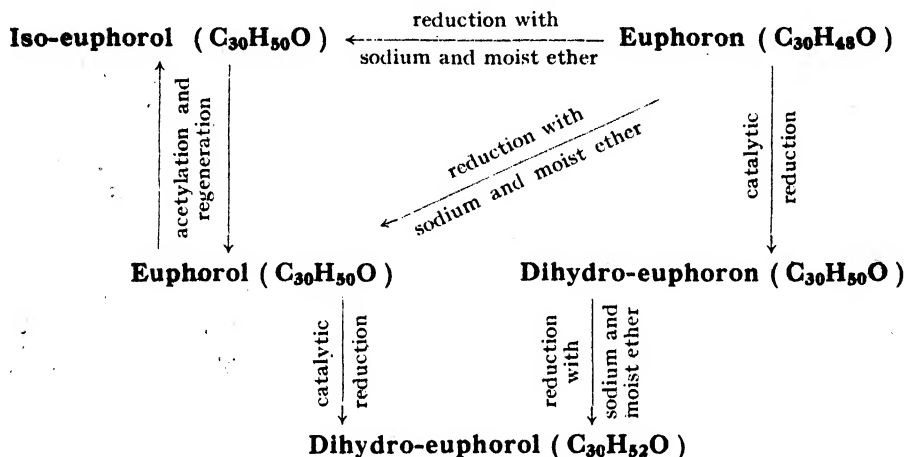 reduction with
Iso-euphorol (C₃₀H₅₀O)
Euphoron (C₃₀H₄₈O)
sodium and moist ether
acetylation and
regeneration
reduction with
sodium and moist ether
catalytic
reduction
Euphorol (C₃₀H₅₀O)
Dihydro-euphoron (C₃₀H₅₀O)
catalytic
reduction
reduction
with
sodium and
moist ether
Dihydro-euphorol (C₃₀H₅₂O)